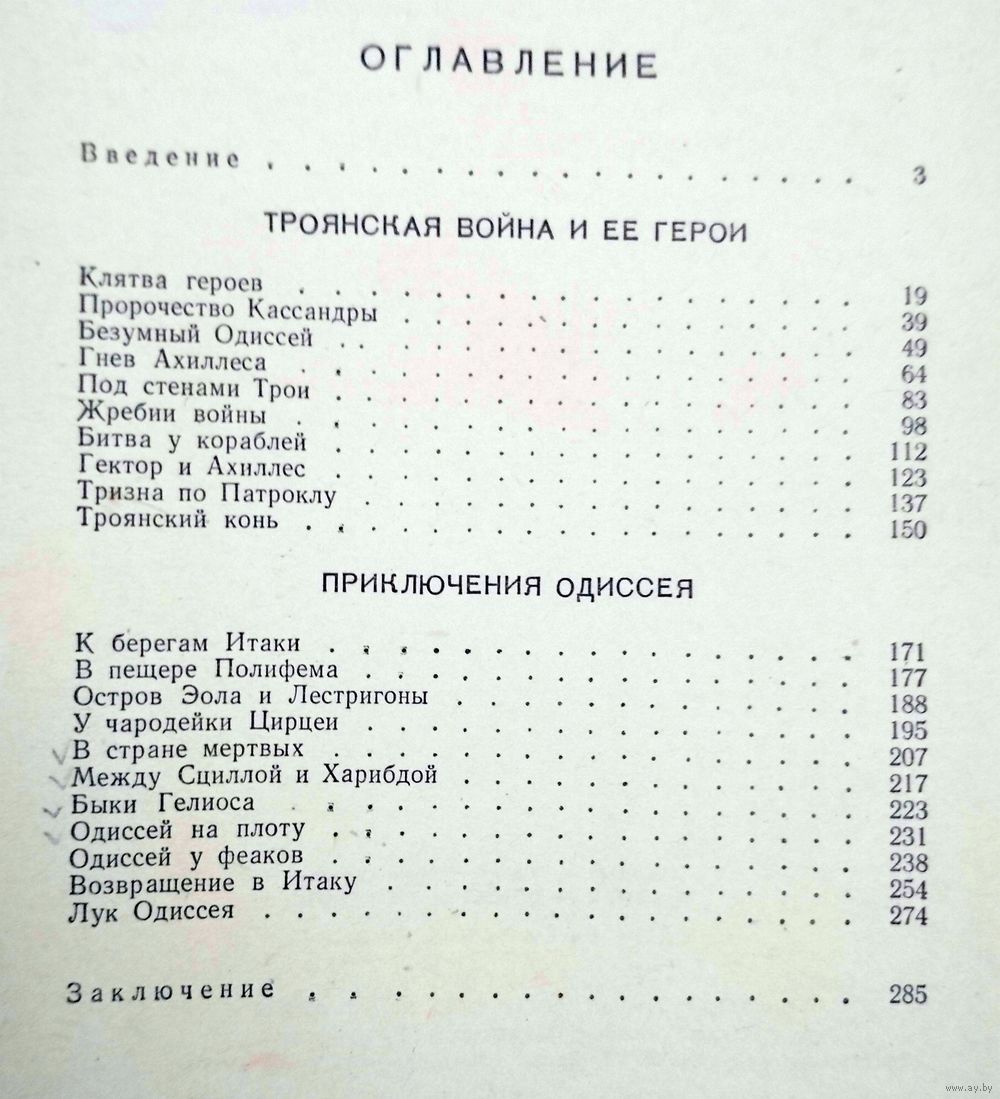 ОГЛАВЛЕНИЕ
Введение . . . . . . . . . . . . . . . . . 3
ТРОЯНСКАЯ ВОЙНА И ЕЕ ГЕРОИ
Клятва героев . . . . . . . . . . . . . . . . 19
Пророчество Кассандры . . . . . . . . . . . . . 39
Безумный Одиссей . . . . . . . . . . . . . . . 49
Гнев Ахиллеса . . . . . . . . . . . . . . . . 64
Под стенами Трои . . . . . . . . . . . . . . . 83
Жребии войны . . . . . . . . . . . . . . . . 98
Битва у кораблей . . . . . . . . . . . . . . . 112
Гектор и Ахиллес . . . . . . . . . . . . . . . 123
Тризна по Патроклу . . . . . . . . . . . . . . 137
Троянский конь . . . . . . . . . . . . . . . . 150
ПРИКЛЮЧЕНИЯ ОДИССЕЯ
К берегам Итаки . . . . . . . . . . . . . . . 171
В пещере Полифема . . . . . . . . . . . . . . 177
Остров Эола и Лестригоны . . . . . . . . . . . . 188
У чародейки Цирцеи . . . . . . . . . . . . . . 195
В стране мертвых . . . . . . . . . . . . . . . 207
Между Сциллой и Харибдой . . . . . . . . . . . 217
Быки Гелиоса . . . . . . . . . . . . . . . . 223
Одиссей на плоту . . . . . . . . . . . . . . . 231
Одиссей у феаков . . . . . . . . . . . . . . . 238
Возвращение в Итаку . . . . . . . . . . . . . 254
Лук Одиссея . . . . . . . . . . . . . . . . . 274
Заключение . . . . . . . . . . . . . . . 285
www.ay.by